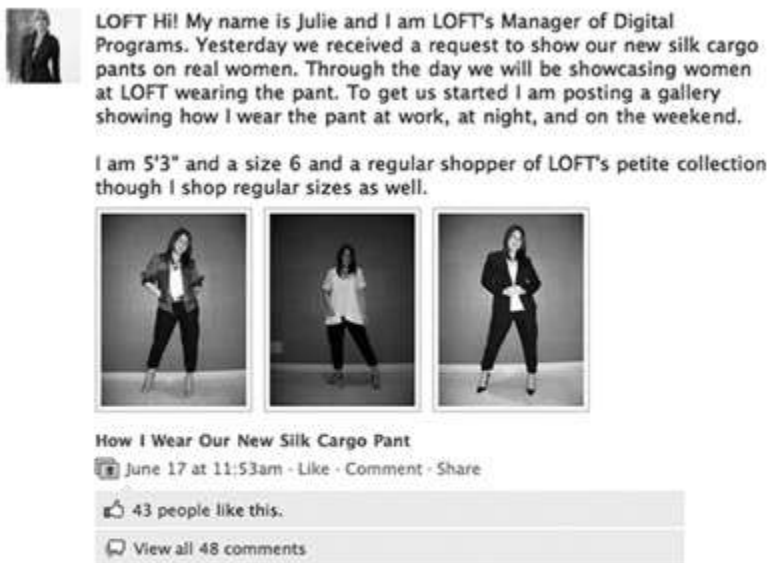 LOFT Hi! My name is Julie and I am LOFT's Manager of Digital
Programs. Yesterday we received a request to show our new silk cargo
pants on real women. Through the day we will be showcasing women
at LOFT wearing the pant. To get us started I am posting a gallery
showing how I wear the pant at work, at night, and on the weekend.
I am 5'3" and a size 6 and a regular shopper of LOFT's petite collection
though I shop regular sizes as well.
How I Wear Our New Silk Cargo Pant
June 17 at 11:53am · Like · Comment · Share
43 people like this.
View all 48 comments